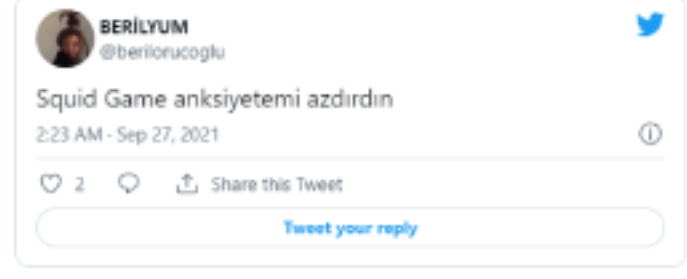 BERİLYUM
@berilorucoglu
Squid Game anksiyetemi azdırdın
2:23 AM - Sep 27, 2021
2 Share this Tweet
Tweet your reply